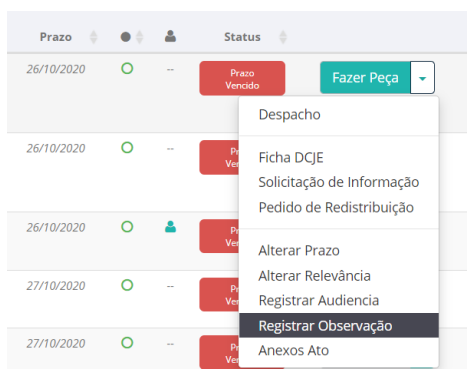 Prazo Status
26/10/2020 -- Prazo Vencido Fazer Peça
Despacho
26/10/2020 --
Ficha DCJE
Solicitação de Informação
Pedido de Redistribuição
26/10/2020
Alterar Prazo
Alterar Relevância
27/10/2020 --
Registrar Audiencia
Registrar Observação
27/10/2020 --
Anexos Ato